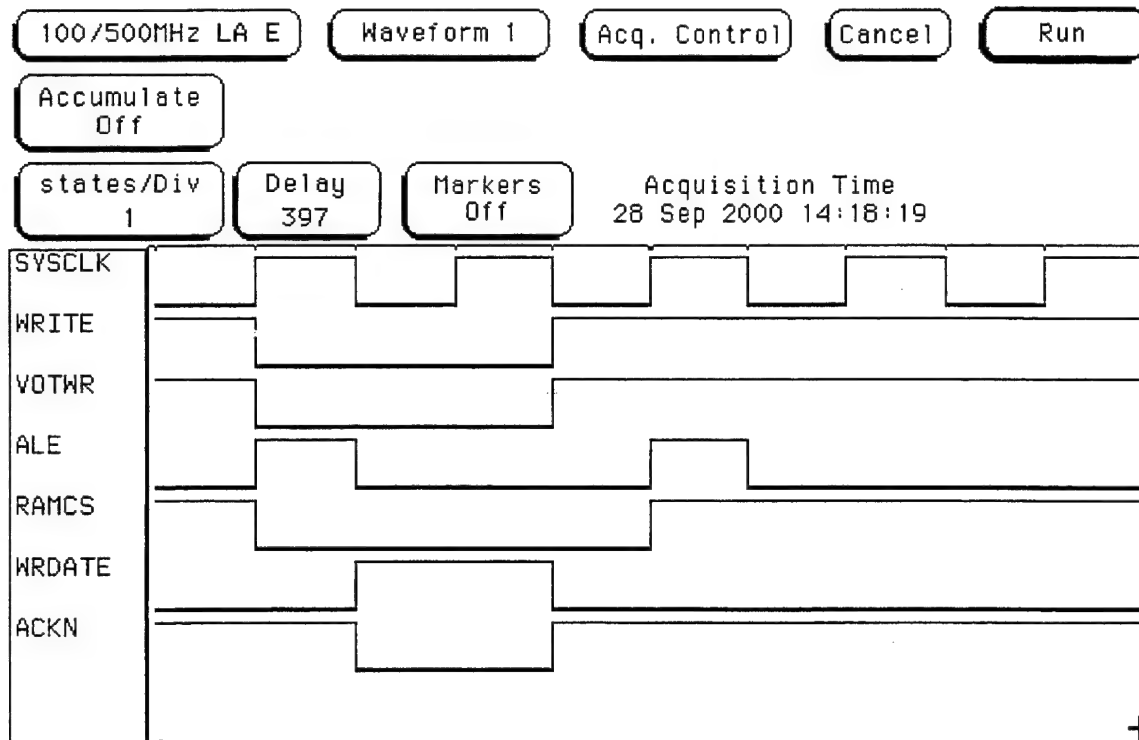 100/500MHz LA E
Waveform 1
Acq. Control
Cancel
Run
Accumulate
Off
states/Div
1
Delay
397
Markers
Off
Acquisition Time
28 Sep 2000 14:18:19
SYSCLK
WRITE
VOTWR
ALE
RAMCS
WRDATE
ACKN